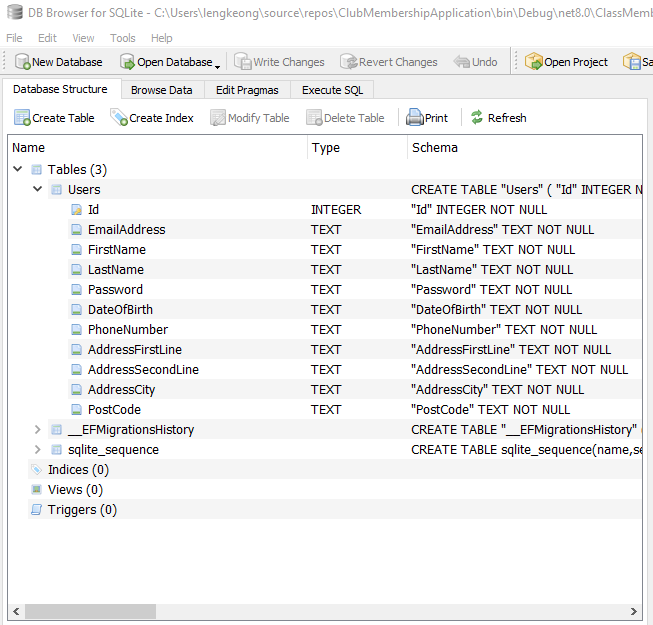 DB Browser for SQLite - C:\Users\lengkeong\source\repos\ClubMembershipApplication\bin\Debug\net8.0\ClassMemb
File Edit View Tools Help
New Database Open Database Write Changes Revert Changes Undo Open Project Sa
Database Structure Browse Data Edit Pragmas Execute SQL
Create Table Create Index Modify Table Delete Table Print Refresh
Name Type Schema
Tables (3)
Users CREATE TABLE "Users" ( "Id" INTEGER N
Id INTEGER "Id" INTEGER NOT NULL
EmailAddress TEXT "EmailAddress" TEXT NOT NULL
FirstName TEXT "FirstName" TEXT NOT NULL
LastName TEXT "LastName" TEXT NOT NULL
Password TEXT "Password" TEXT NOT NULL
DateOfBirth TEXT "DateOfBirth" TEXT NOT NULL
PhoneNumber TEXT "PhoneNumber" TEXT NOT NULL
AddressFirstLine TEXT "AddressFirstLine" TEXT NOT NULL
AddressSecondLine TEXT "AddressSecondLine" TEXT NOT NULL
AddressCity TEXT "AddressCity" TEXT NOT NULL
PostCode TEXT "PostCode" TEXT NOT NULL
__EFMigrationsHistory CREATE TABLE "__EFMigrationsHistory" (
sqlite_sequence CREATE TABLE sqlite_sequence(name,se
Indices (0)
Views (0)
Triggers (0)